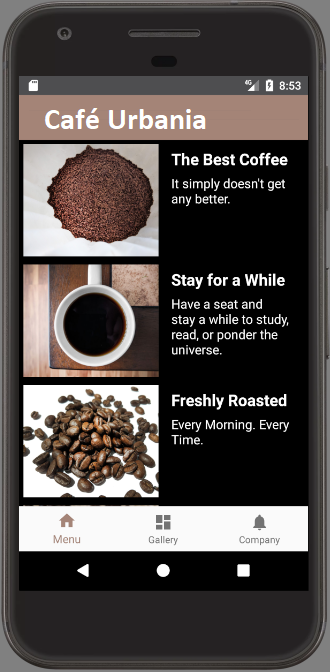 4G
8:53
Café Urbania
The Best Coffee
It simply doesn't get
any better.
Stay for a While
Have a seat and
stay a while to study,
read, or ponder the
universe.
Freshly Roasted
Every Morning. Every
Time.
Menu
Gallery
Company